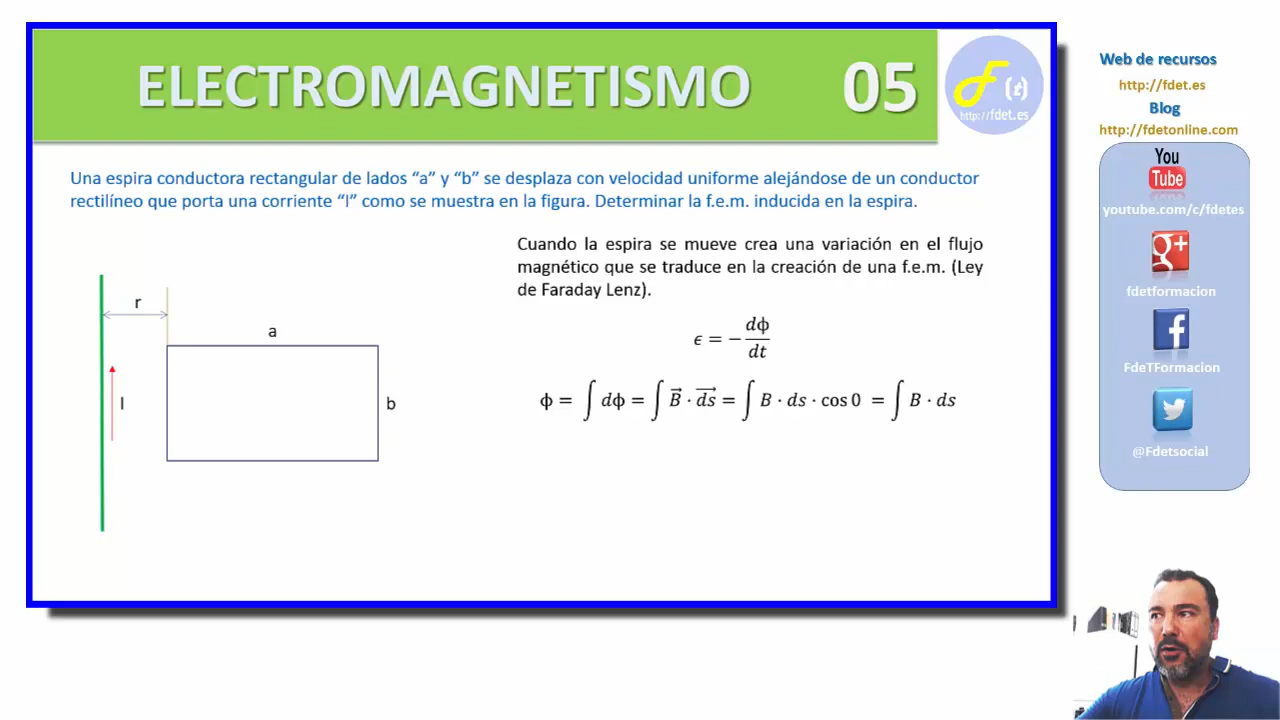 ELECTROMAGNETISMO 05
F (t)
http://fdet.es
Una espira conductora rectangular de lados “a” y “b” se desplaza con velocidad uniforme alejándose de un conductor
rectilíneo que porta una corriente “I” como se muestra en la figura. Determinar la f.e.m. inducida en la espira.
r
a
I
b
Cuando la espira se mueve crea una variación en el flujo
magnético que se traduce en la creación de una f.e.m. (Ley
de Faraday Lenz).
ϵ = − dϕ/dt
ϕ = ∫ dϕ = ∫ B⃗ · ds⃗ = ∫ B · ds · cos 0 = ∫ B · ds
Web de recursos
http://fdet.es
Blog
http://fdetonline.com
You
Tube
youtube.com/c/fdetes
g+
fdetformacion
f
FdeTFormacion
@Fdetsocial